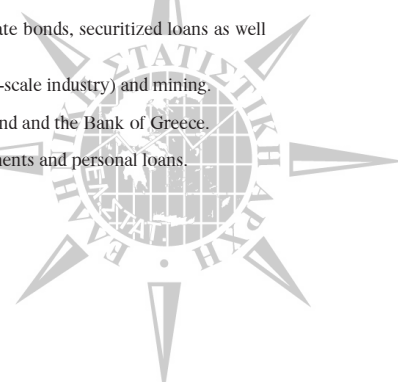 ate bonds, securitized loans as well
-scale industry) and mining.
nd and the Bank of Greece.
nents and personal loans.
ΕΛΛΗΝΙΚΗ ΣΤΑΤΙΣΤΙΚΗ ΑΡΧΗ
ΕΛΣΤΑΤ